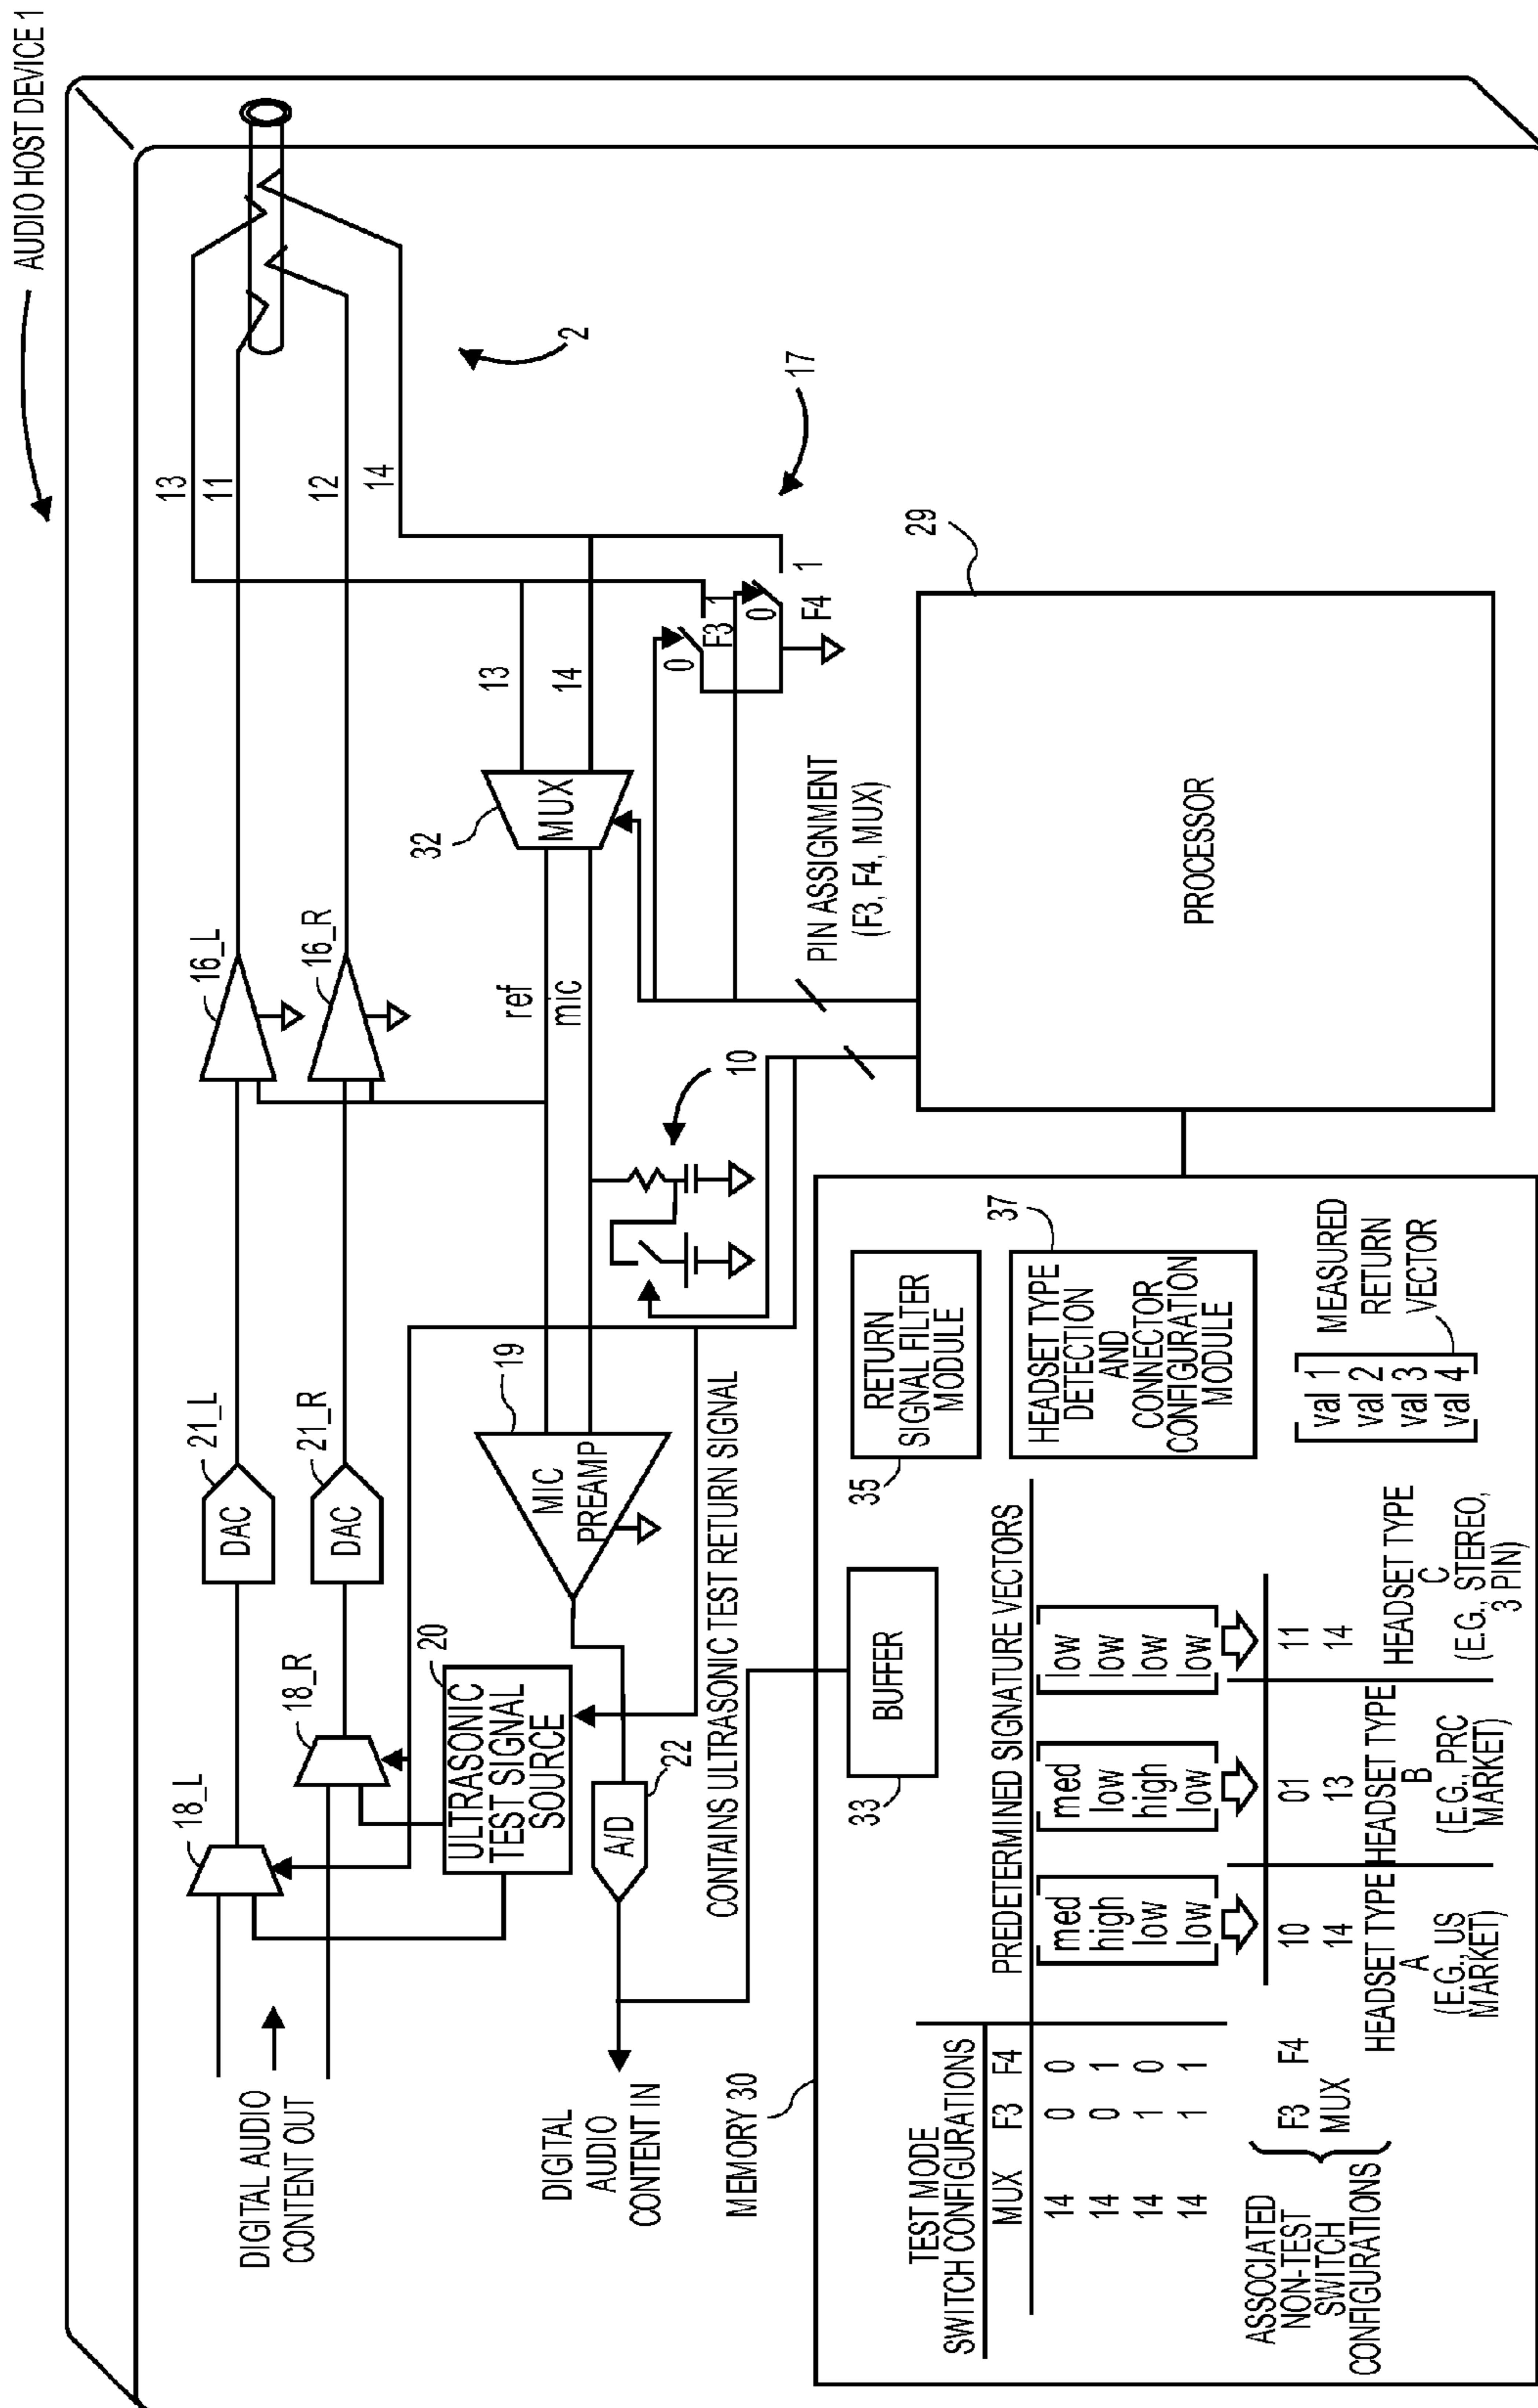 AUDIO HOST DEVICE 1
DIGITAL AUDIO
CONTENT OUT
18_L
18_R
21_L
DAC
21_R
DAC
16_L
16_R
13
11
12
14
2
17
20
ULTRASONIC
TEST SIGNAL
SOURCE
19
MIC
PREAMP
ref
mic
10
32
MUX
13
14
0
F3
1
0
F4
1
DIGITAL
AUDIO
CONTENT IN
A/D
22
CONTAINS ULTRASONIC TEST RETURN SIGNAL
PIN ASSIGNMENT
(F3, F4, MUX)
29
PROCESSOR
MEMORY 30
33
BUFFER
35
RETURN
SIGNAL FILTER
MODULE
37
HEADSET TYPE
DETECTION
AND
CONNECTOR
CONFIGURATION
MODULE
TEST MODE
SWITCH CONFIGURATIONS
PREDETERMINED SIGNATURE VECTORS
MUX F3 F4
14 0 0 med med low
14 0 1 high low low
14 1 0 low high low
14 1 1 low low low
ASSOCIATED
NON-TEST
SWITCH
CONFIGURATIONS
F3 F4 10 01 11
MUX 14 13 14
HEADSET TYPE
A
(E.G., US
MARKET)
HEADSET TYPE
B
(E.G., PRC
MARKET)
HEADSET TYPE
C
(E.G., STEREO,
3 PIN)
val 1
val 2
val 3
val 4
MEASURED
RETURN
VECTOR